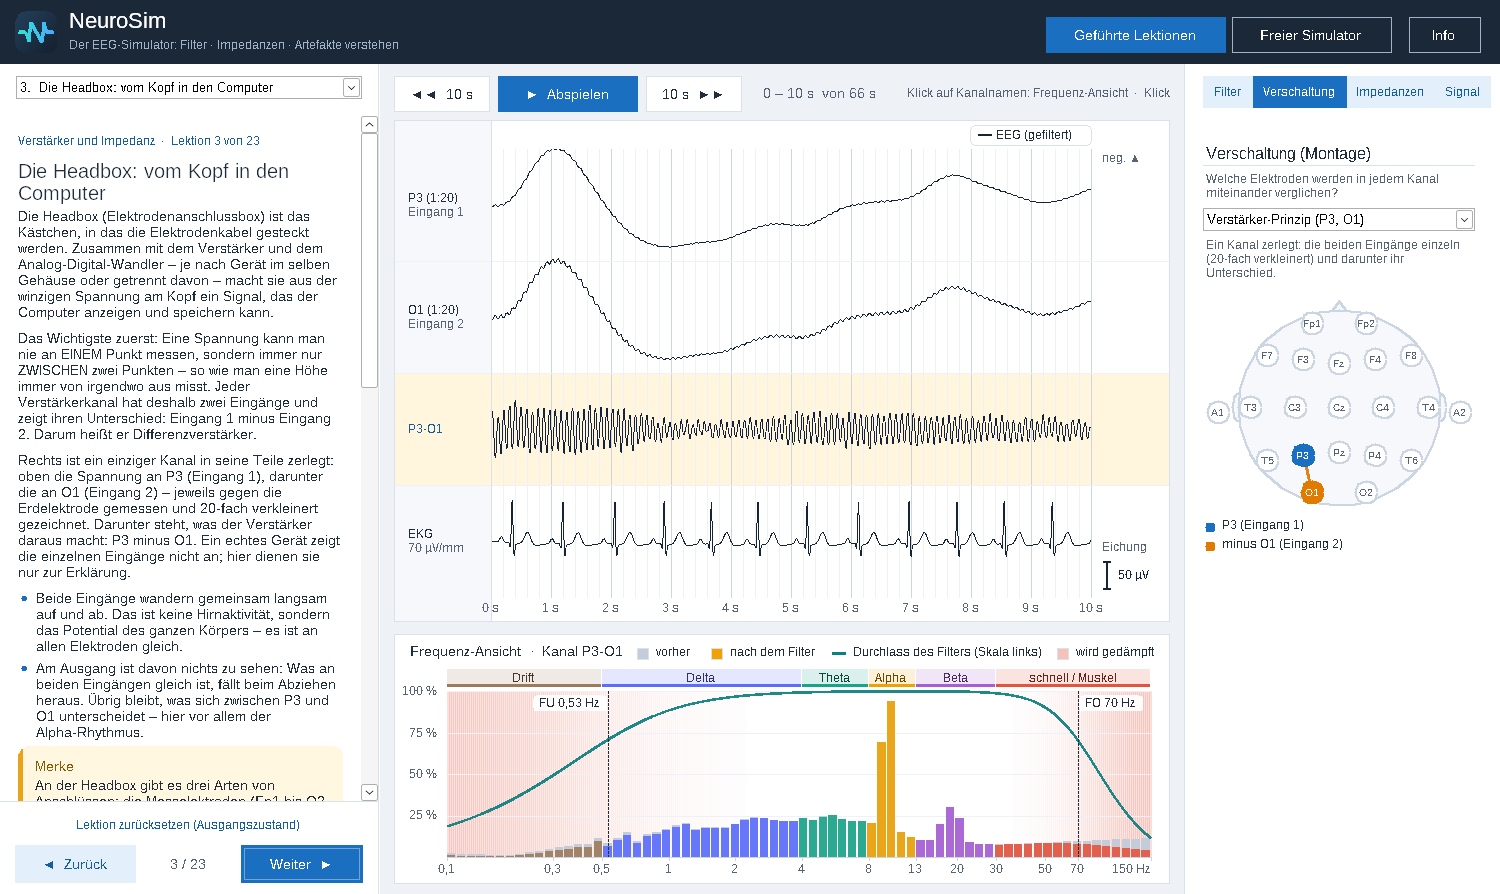 NeuroSim
Der EEG-Simulator: Filter · Impedanzen · Artefakte verstehen
Geführte Lektionen
Freier Simulator
Info
3. Die Headbox: vom Kopf in den Computer
Verstärker und Impedanz · Lektion 3 von 23
Die Headbox: vom Kopf in den
Computer
Die Headbox (Elektrodenanschlussbox) ist das
Kästchen, in das die Elektrodenkabel gesteckt
werden. Zusammen mit dem Verstärker und dem
Analog-Digital-Wandler – je nach Gerät im selben
Gehäuse oder getrennt davon – macht sie aus der
winzigen Spannung am Kopf ein Signal, das der
Computer anzeigen und speichern kann.
Das Wichtigste zuerst: Eine Spannung kann man
nie an EINEM Punkt messen, sondern immer nur
ZWISCHEN zwei Punkten – so wie man eine Höhe
immer von irgendwo aus misst. Jeder
Verstärkerkanal hat deshalb zwei Eingänge und
zeigt ihren Unterschied: Eingang 1 minus Eingang
2. Darum heißt er Differenzverstärker.
Rechts ist ein einziger Kanal in seine Teile zerlegt:
oben die Spannung an P3 (Eingang 1), darunter
die an O1 (Eingang 2) – jeweils gegen die
Erdelektrode gemessen und 20-fach verkleinert
gezeichnet. Darunter steht, was der Verstärker
daraus macht: P3 minus O1. Ein echtes Gerät zeigt
die einzelnen Eingänge nicht an; hier dienen sie
nur zur Erklärung.
Beide Eingänge wandern gemeinsam langsam
auf und ab. Das ist keine Hirnaktivität, sondern
das Potential des ganzen Körpers – es ist an
allen Elektroden gleich.
Am Ausgang ist davon nichts zu sehen: Was an
beiden Eingängen gleich ist, fällt beim Abziehen
heraus. Übrig bleibt, was sich zwischen P3 und
O1 unterscheidet – hier vor allem der
Alpha-Rhythmus.
Merke
An der Headbox gibt es drei Arten von
Anschlüssen: die Messelektroden (Fp1 bis O2,
Lektion zurücksetzen (Ausgangszustand)
◄ Zurück
3 / 23
Weiter ►
◄◄ 10 s
► Abspielen
10 s ►►
0 – 10 s von 66 s
Klick auf Kanalnamen: Frequenz-Ansicht · Klick
EEG (gefiltert)
neg. ▲
P3 (1:20)
Eingang 1
O1 (1:20)
Eingang 2
P3-O1
EKG
70 µV/mm
Eichung
50 µV
0 s
1 s
2 s
3 s
4 s
5 s
6 s
7 s
8 s
9 s
10 s
Frequenz-Ansicht · Kanal P3-O1
vorher
nach dem Filter
Durchlass des Filters (Skala links)
wird gedämpft
Drift
Delta
Theta
Alpha
Beta
schnell / Muskel
FU 0,53 Hz
FO 70 Hz
100 %
75 %
50 %
25 %
0,1
0,3
0,5
1
2
4
8
13
20
30
50
70
150 Hz
Filter
Verschaltung
Impedanzen
Signal
Verschaltung (Montage)
Welche Elektroden werden in jedem Kanal
miteinander verglichen?
Verstärker-Prinzip (P3, O1)
Ein Kanal zerlegt: die beiden Eingänge einzeln
(20-fach verkleinert) und darunter ihr
Unterschied.
Fp1
Fp2
F7
F3
Fz
F4
F8
A1
T3
C3
Cz
C4
T4
A2
T5
P3
Pz
P4
T6
O1
O2
P3 (Eingang 1)
minus O1 (Eingang 2)